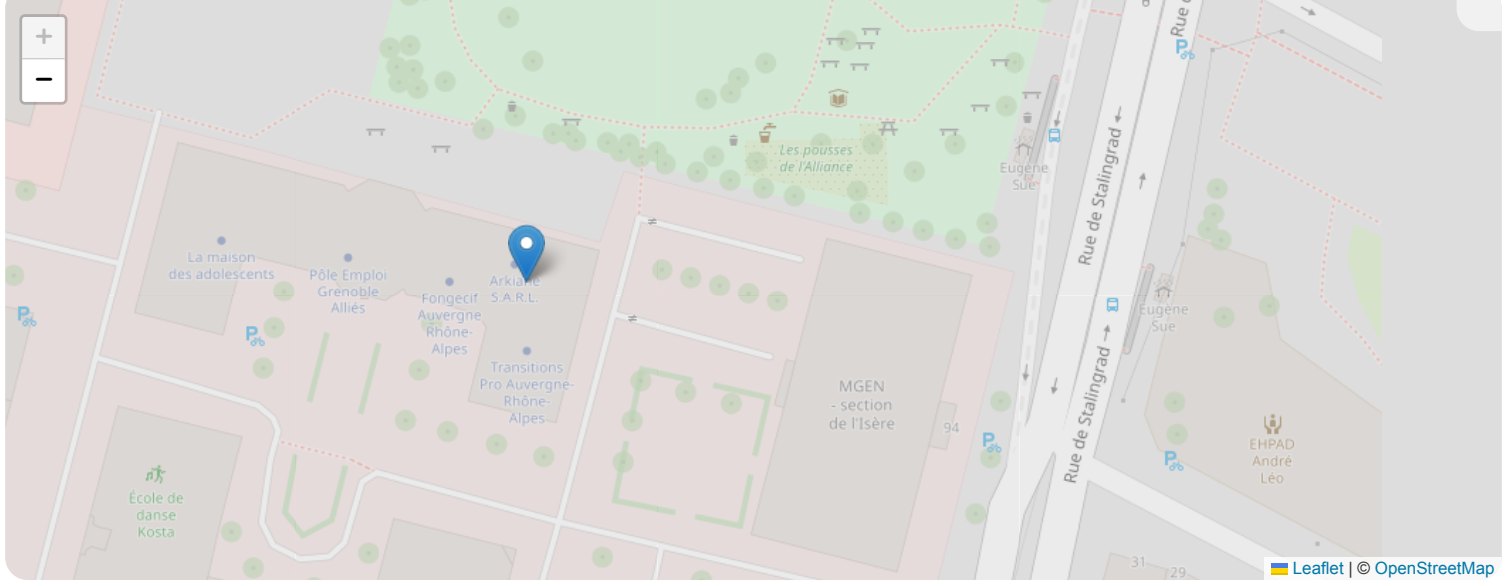 +
−
Rue d
Rue de Stalingrad
Les pousses
de l'Alliance
Eugène
Sue
La maison
des adolescents
Pôle Emploi
Grenoble
Alliés
Fongecif
Auvergne
Rhône-
Alpes
Arkiane
S.A.R.L.
Transitions
Pro Auvergne-
Rhône-
Alpes
MGEN
- section
de l'Isère
94
Eugène
Sue
Rue de Stalingrad
P
P
P
P
P
EHPAD
André
Léo
École de
danse
Kosta
31
29
Leaflet | © OpenStreetMap